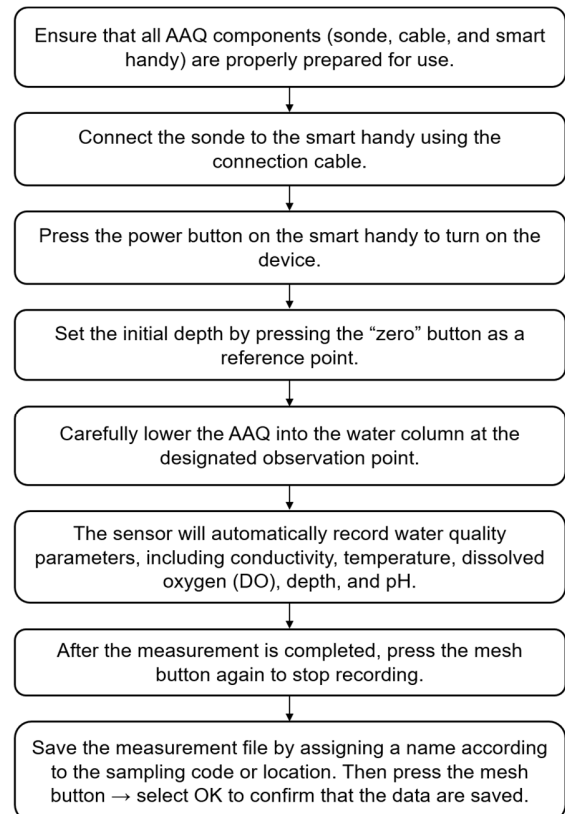 Ensure that all AAQ components (sonde, cable, and smart
handy) are properly prepared for use.
Connect the sonde to the smart handy using the
connection cable.
Press the power button on the smart handy to turn on the
device.
Set the initial depth by pressing the “zero” button as a
reference point.
Carefully lower the AAQ into the water column at the
designated observation point.
The sensor will automatically record water quality
parameters, including conductivity, temperature, dissolved
oxygen (DO), depth, and pH.
After the measurement is completed, press the mesh
button again to stop recording.
Save the measurement file by assigning a name according
to the sampling code or location. Then press the mesh
button → select OK to confirm that the data are saved.